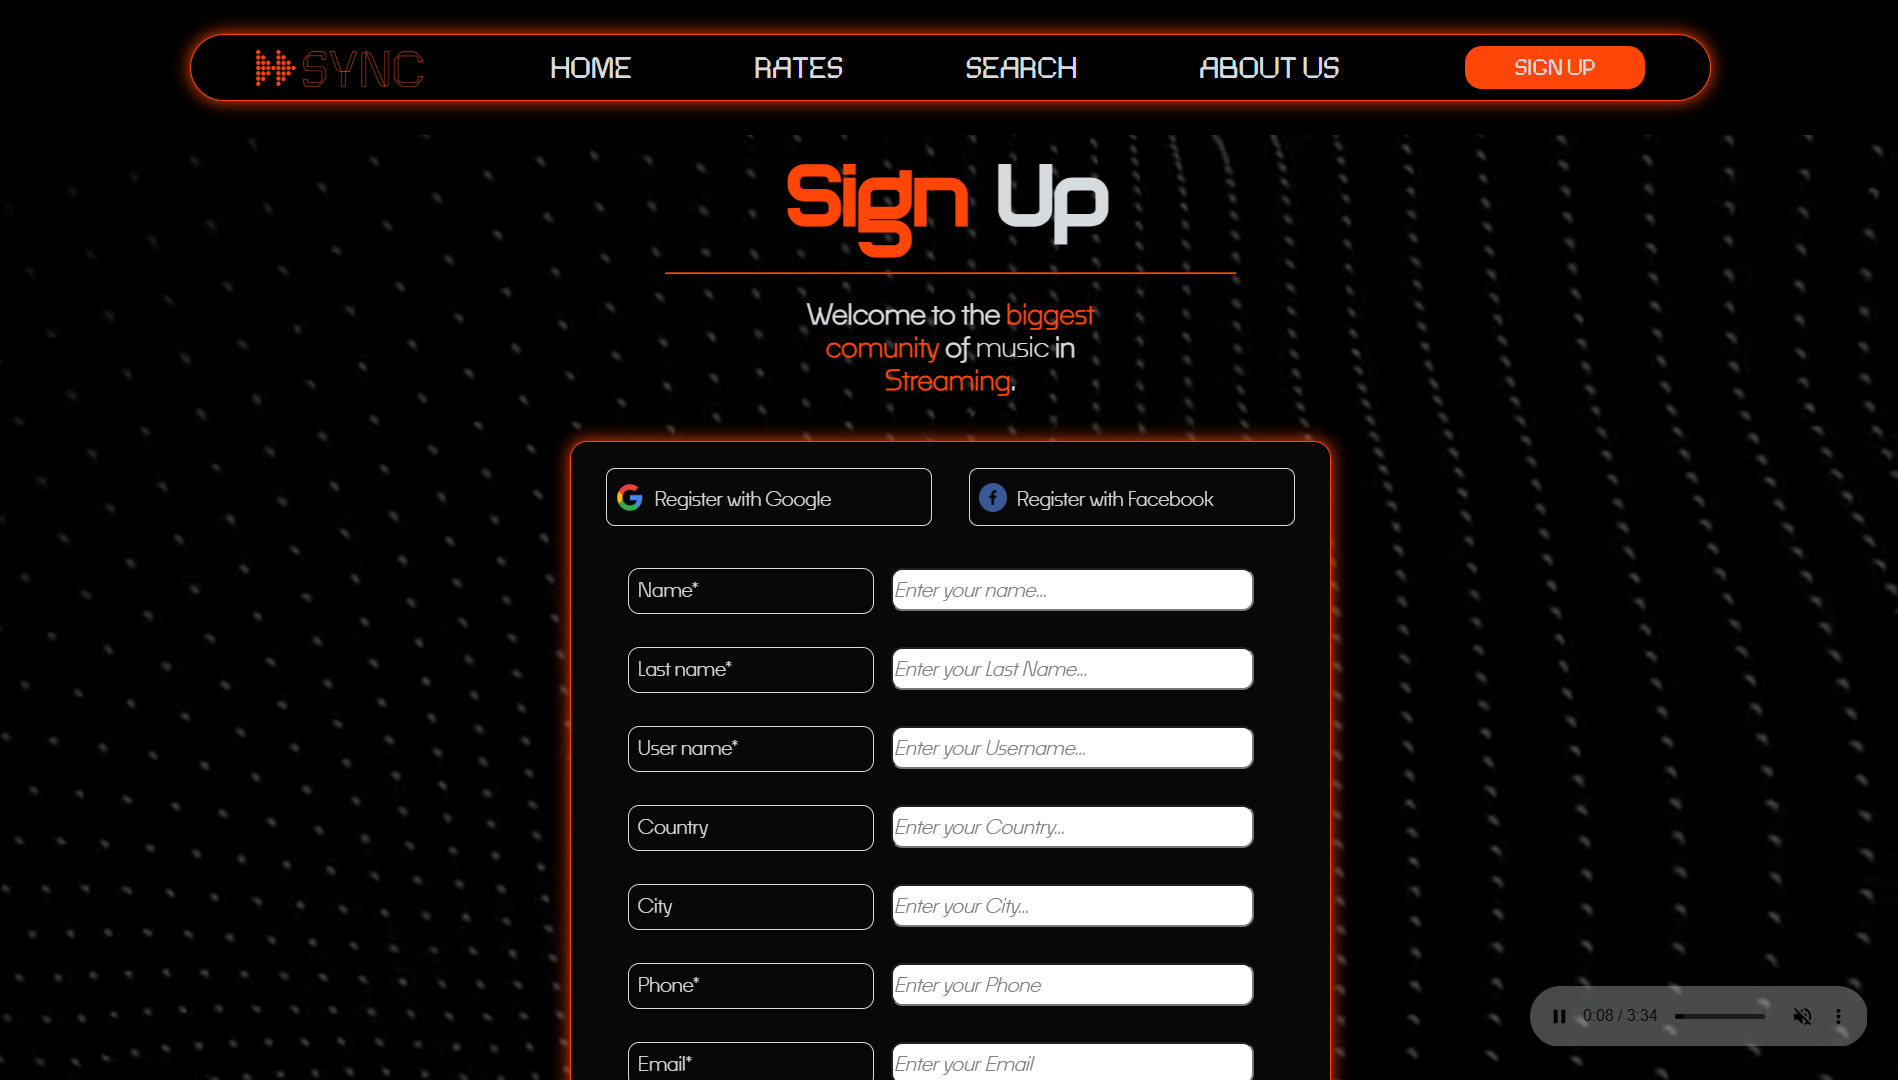 SYNC HOME RATES SEARCH ABOUT US SIGN UP
Sign Up
Welcome to the biggest
comunity of music in
Streaming.
Register with Google Register with Facebook
Name* Enter your name...
Last name* Enter your Last Name...
User name* Enter your Username...
Country Enter your Country...
City Enter your City...
Phone* Enter your Phone
0:08 / 3:34
Email* Enter your Email